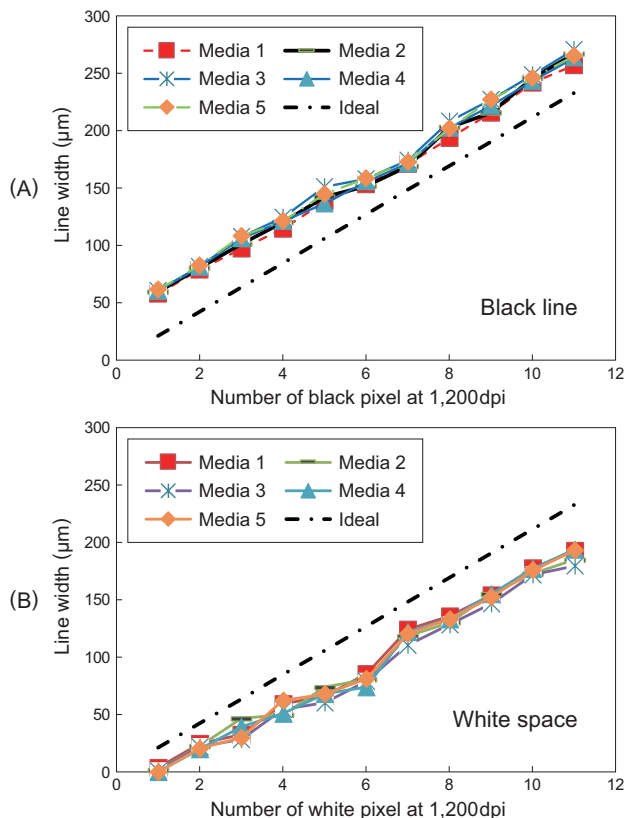 (A)
Line width (µm)
300
250
200
150
100
50
0
Media 1 Media 2
Media 3 Media 4
Media 5 Ideal
Black line
0 2 4 6 8 10 12
Number of black pixel at 1,200dpi
(B)
Line width (µm)
300
250
200
150
100
50
0
Media 1 Media 2
Media 3 Media 4
Media 5 Ideal
White space
0 2 4 6 8 10 12
Number of white pixel at 1,200dpi